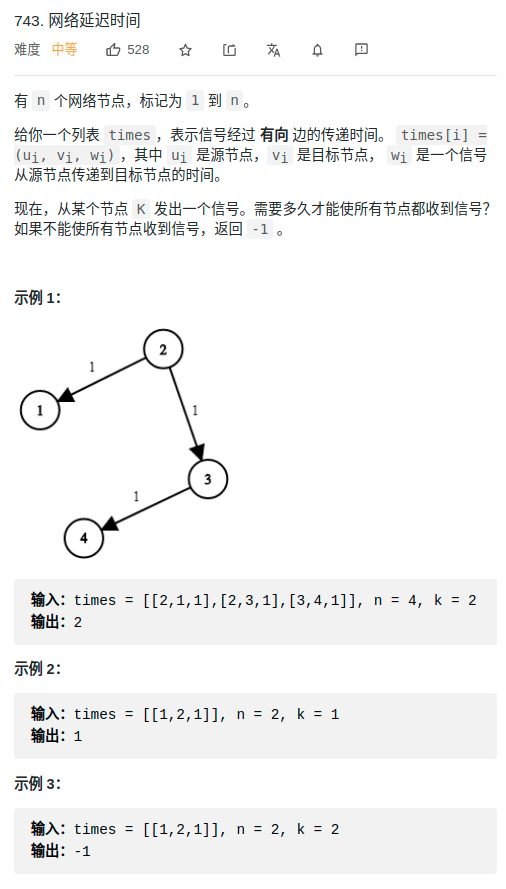 743. 网络延迟时间
难度 中等 528
有 n 个网络节点，标记为 1 到 n。
给你一个列表 times，表示信号经过 有向 边的传递时间。 times[i] =
(ui, vi, wi)，其中 ui 是源节点，vi 是目标节点， wi 是一个信号
从源节点传递到目标节点的时间。
现在，从某个节点 K 发出一个信号。需要多久才能使所有节点都收到信号？
如果不能使所有节点收到信号，返回 -1 。
示例 1：
2
1
1
1
3
1
4
输入：times = [[2,1,1],[2,3,1],[3,4,1]], n = 4, k = 2
输出：2
示例 2：
输入：times = [[1,2,1]], n = 2, k = 1
输出：1
示例 3：
输入：times = [[1,2,1]], n = 2, k = 2
输出：-1